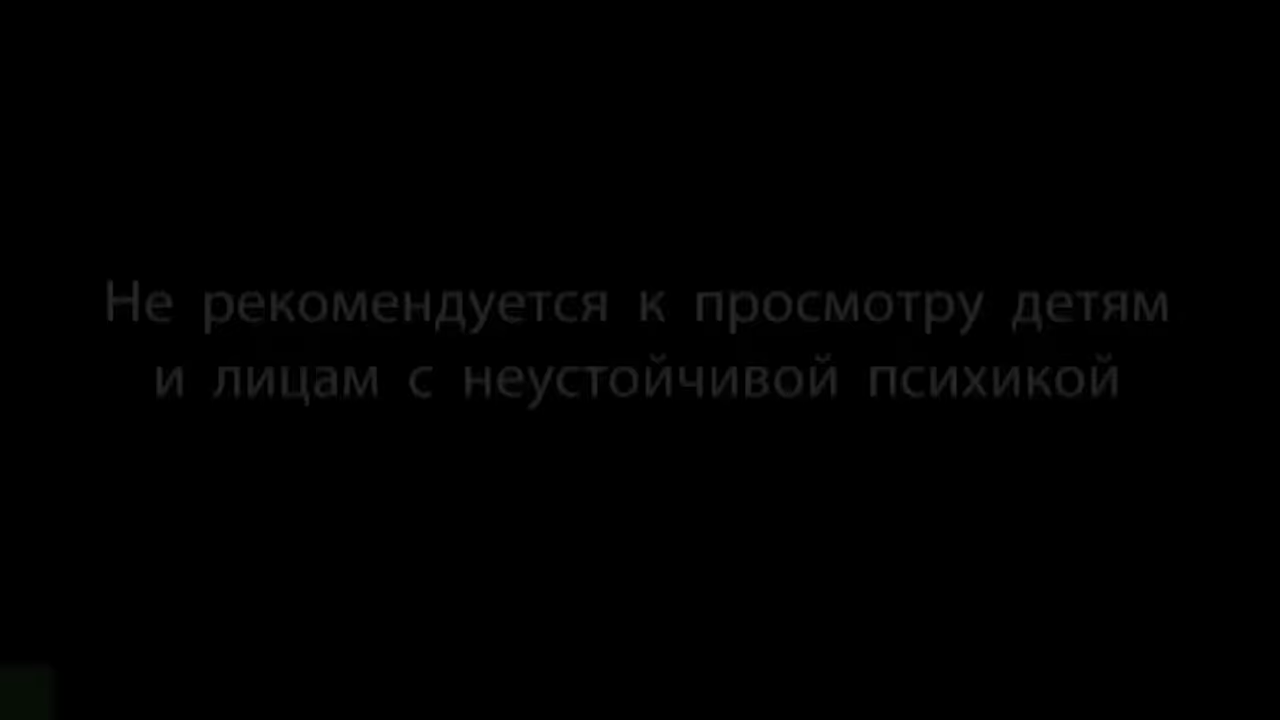 Не рекомендуется к просмотру детям
и лицам с неустойчивой психикой